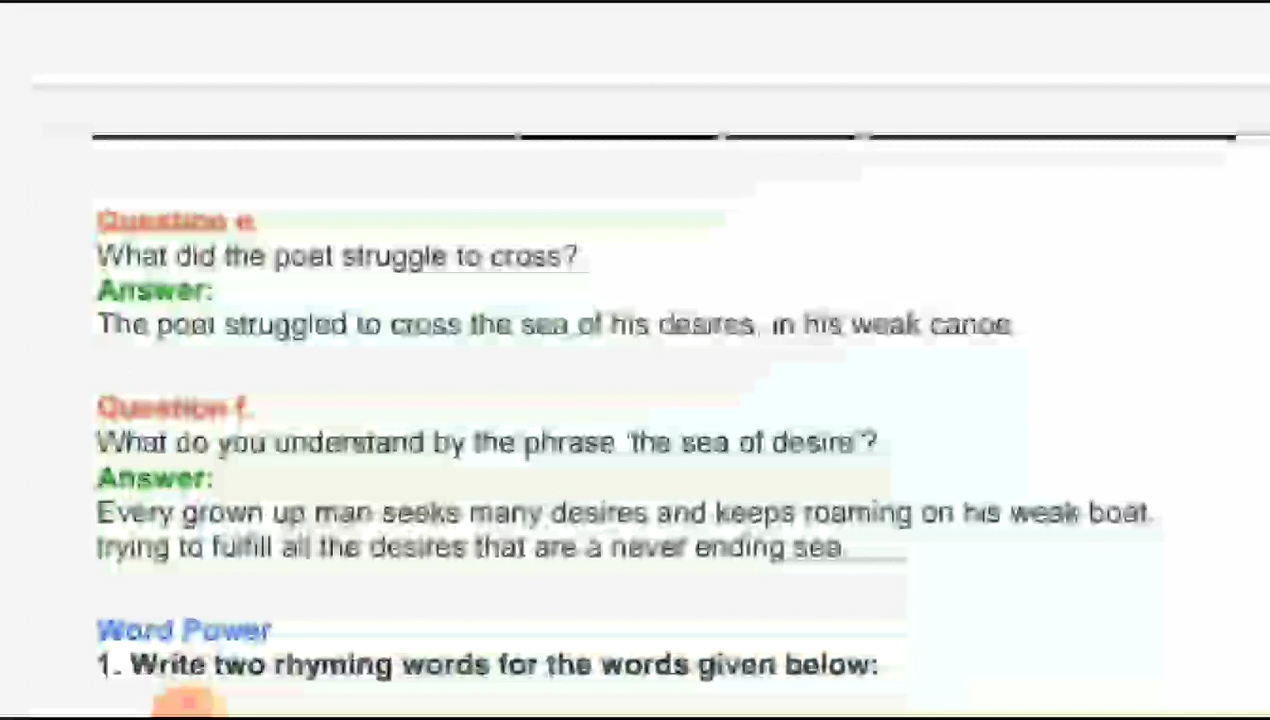 Question e.
What did the poet struggle to cross?
Answer:
The poet struggled to cross the sea of his desires, in his weak canoe
Question f.
What do you understand by the phrase 'the sea of desire'?
Answer:
Every grown up man seeks many desires and keeps roaming on his weak boat,
trying to fulfill all the desires that are a never ending sea.
Word Power
1. Write two rhyming words for the words given below: